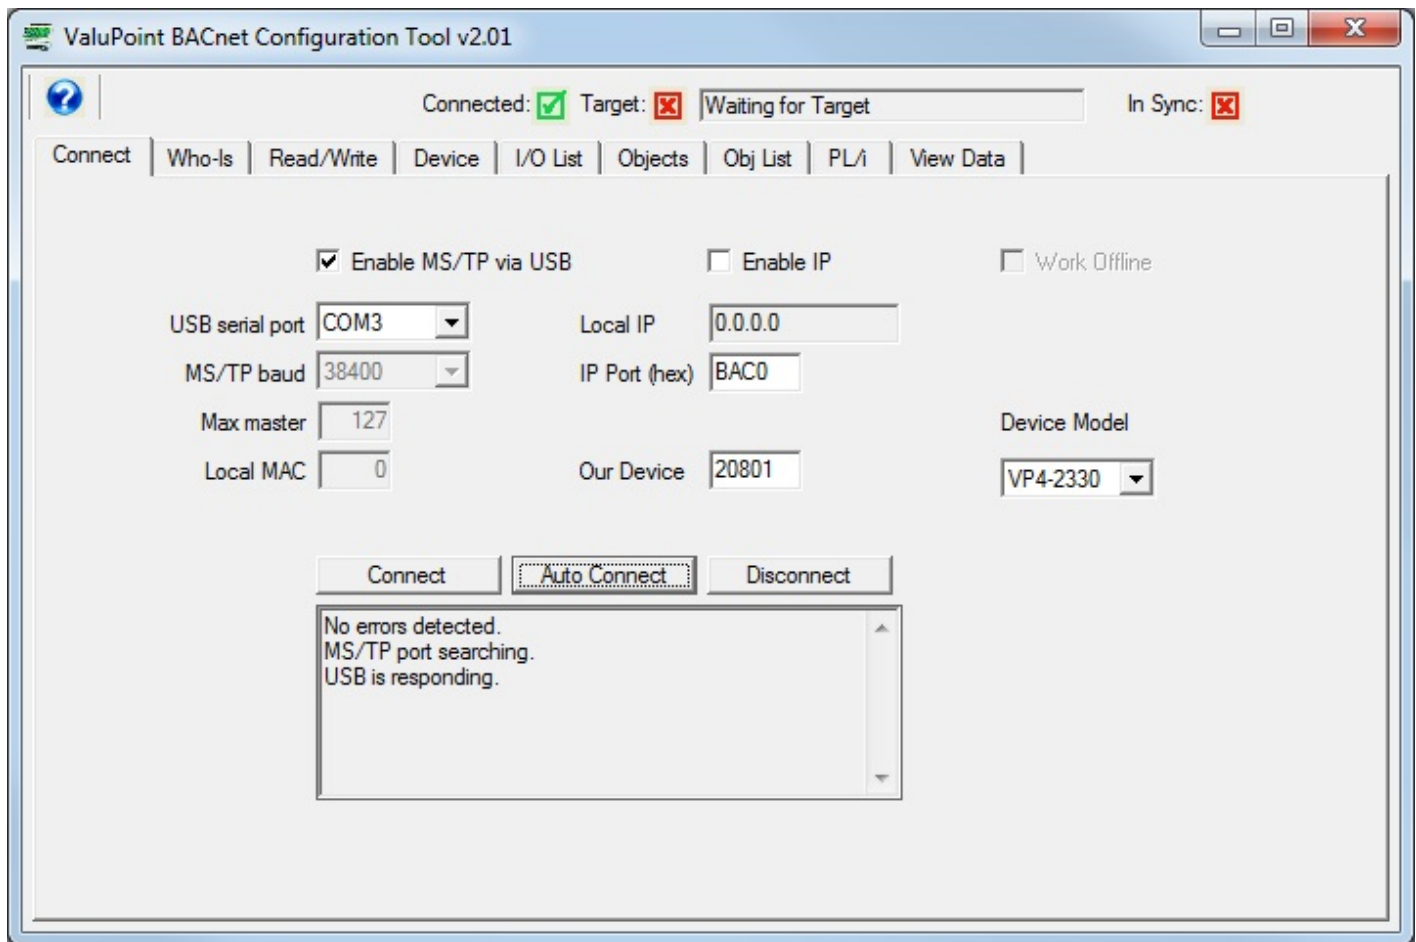 ValuPoint BACnet Configuration Tool v2.01
Connected: Target: Waiting for Target In Sync:
Connect Who-Is Read/Write Device I/O List Objects Obj List PL/i View Data
Enable MS/TP via USB Enable IP Work Offline
USB serial port COM3 Local IP 0.0.0.0
MS/TP baud 38400 IP Port (hex) BAC0
Max master 127 Device Model
Local MAC 0 Our Device 20801 VP4-2330
Connect Auto Connect Disconnect
No errors detected.
MS/TP port searching.
USB is responding.